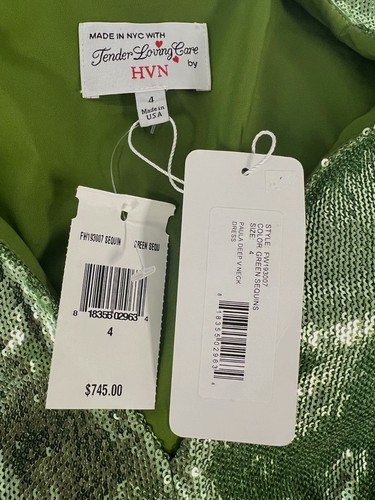 MADE IN NYC WITH
Tender Loving Care
by
HVN
4
Made in
USA
FW193007 SEQUIN
GREEN SEQU
8 18355 02963 4
4
$745.00
STYLE: FW193007
COLOR: GREEN SEQUINS
SIZE: 4
PAULA DEEP V NECK
DRESS
8 18355 02963 4